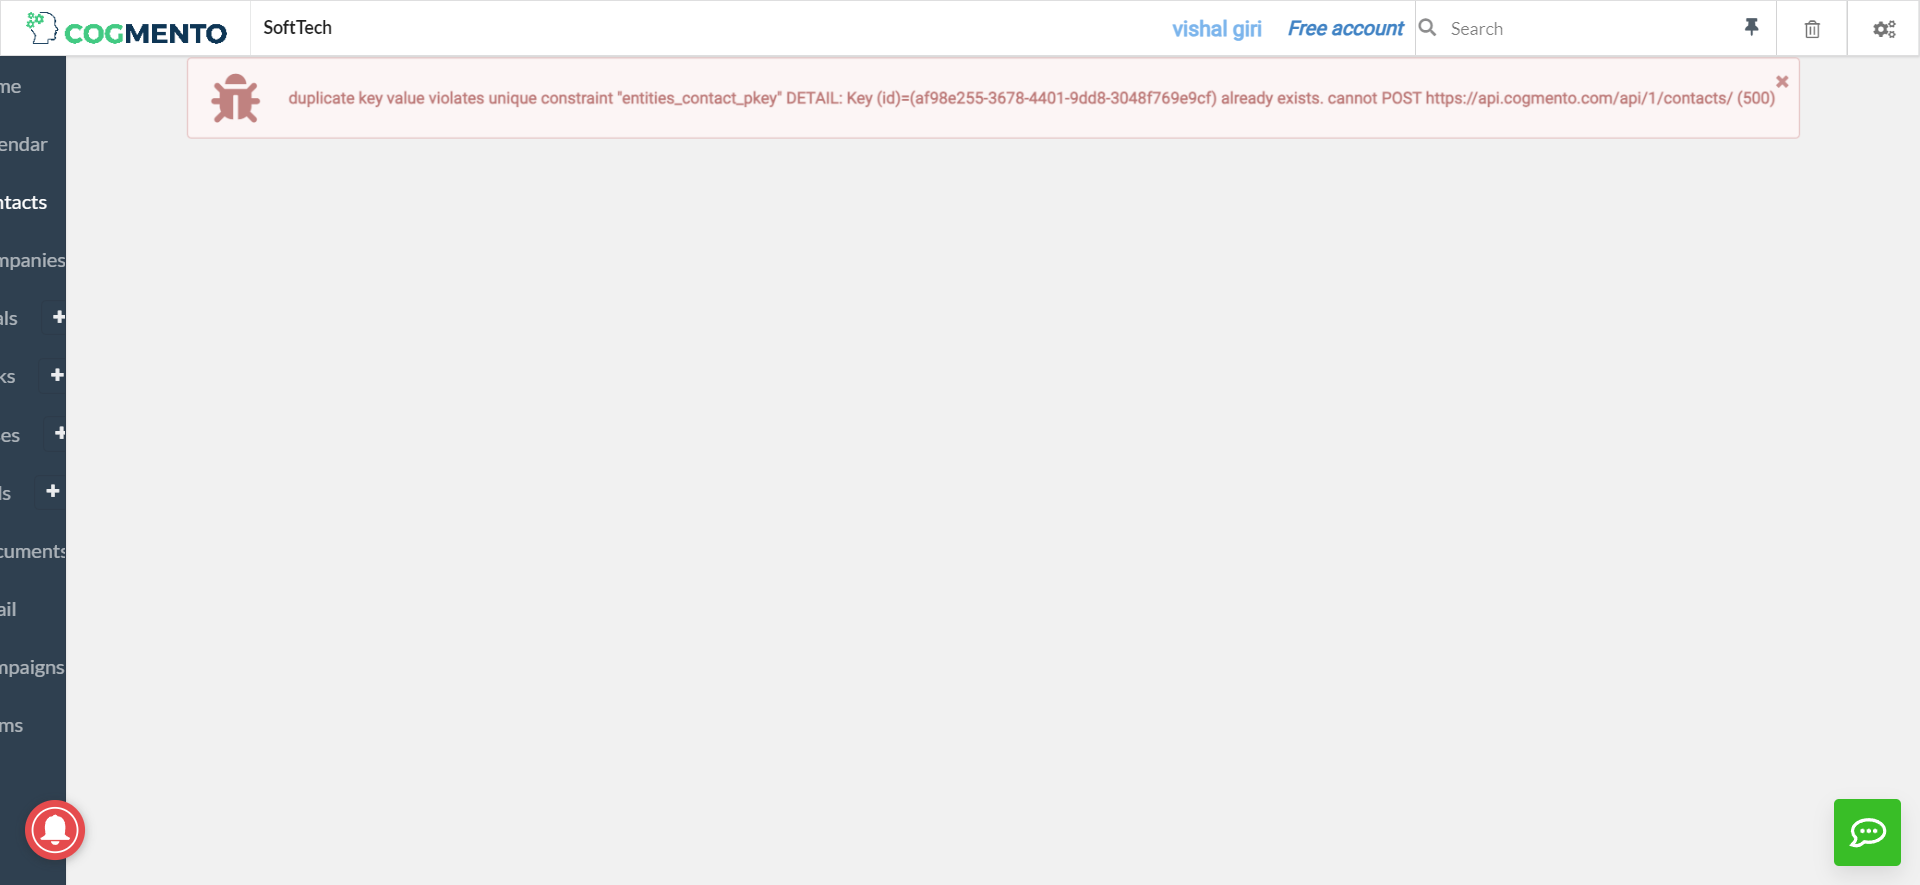 COGMENTO
SoftTech
vishal giri
Free account
Search
duplicate key value violates unique constraint "entities_contact_pkey" DETAIL: Key (id)=(af98e255-3678-4401-9dd8-3048f769e9cf) already exists. cannot POST https://api.cogmento.com/api/1/contacts/ (500)
me
endar
ntacts
mpanies
als
ks
es
ls
cuments
ail
mpaigns
ms